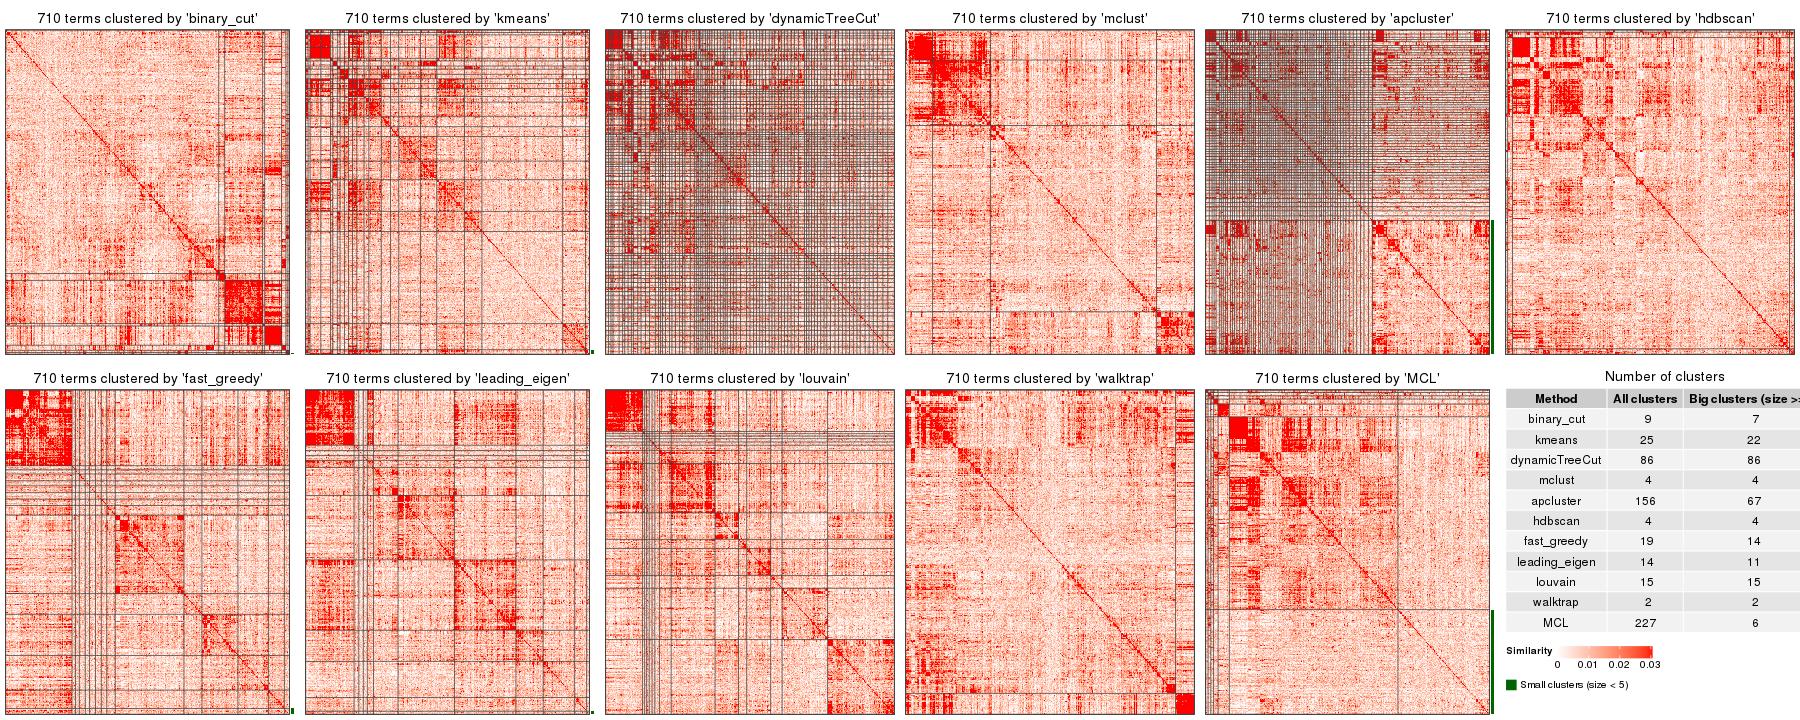 710 terms clustered by 'binary_cut'
710 terms clustered by 'kmeans'
710 terms clustered by 'dynamicTreeCut'
710 terms clustered by 'mclust'
710 terms clustered by 'apcluster'
710 terms clustered by 'hdbscan'
710 terms clustered by 'fast_greedy'
710 terms clustered by 'leading_eigen'
710 terms clustered by 'louvain'
710 terms clustered by 'walktrap'
710 terms clustered by 'MCL'
Number of clusters
Method All clusters Big clusters (size >
binary_cut 9 7
kmeans 25 22
dynamicTreeCut 86 86
mclust 4 4
apcluster 156 67
hdbscan 4 4
fast_greedy 19 14
leading_eigen 14 11
louvain 15 15
walktrap 2 2
MCL 227 6
Similarity
0 0.01 0.02 0.03
Small clusters (size < 5)